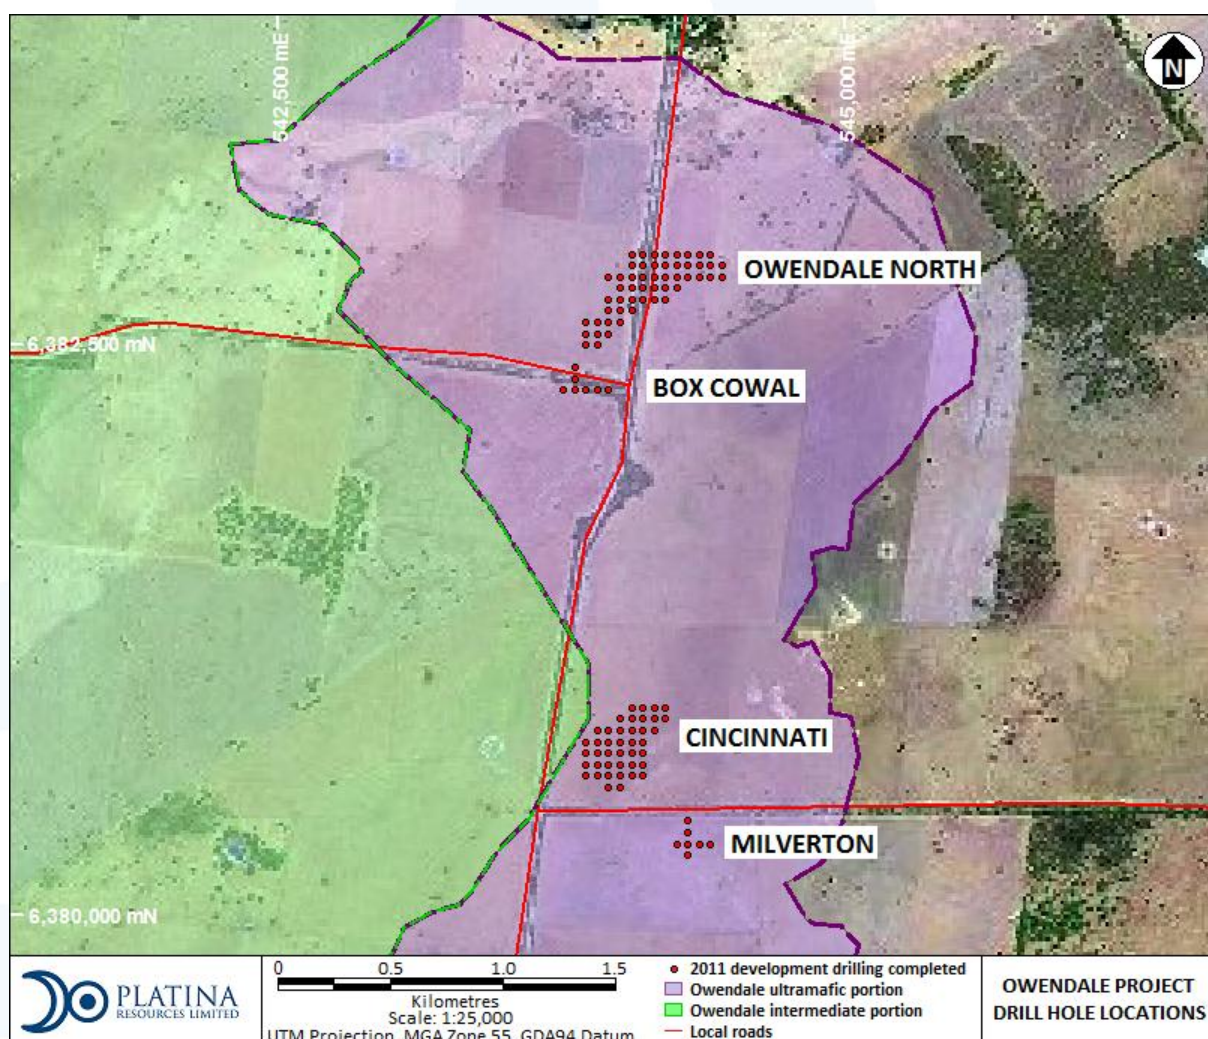 542,500 mE
545,000 mE
N
OWENDALE NORTH
6,382,500 mN
BOX COWAL
CINCINNATI
MILVERTON
6,380,000 mN
PLATINA
RESOURCES LIMITED
0 0.5 1.0 1.5
Kilometres
Scale: 1:25,000
UTM Projection, MGA Zone 55, GDA94 Datum
2011 development drilling completed
Owendale ultramafic portion
Owendale intermediate portion
Local roads
OWENDALE PROJECT
DRILL HOLE LOCATIONS